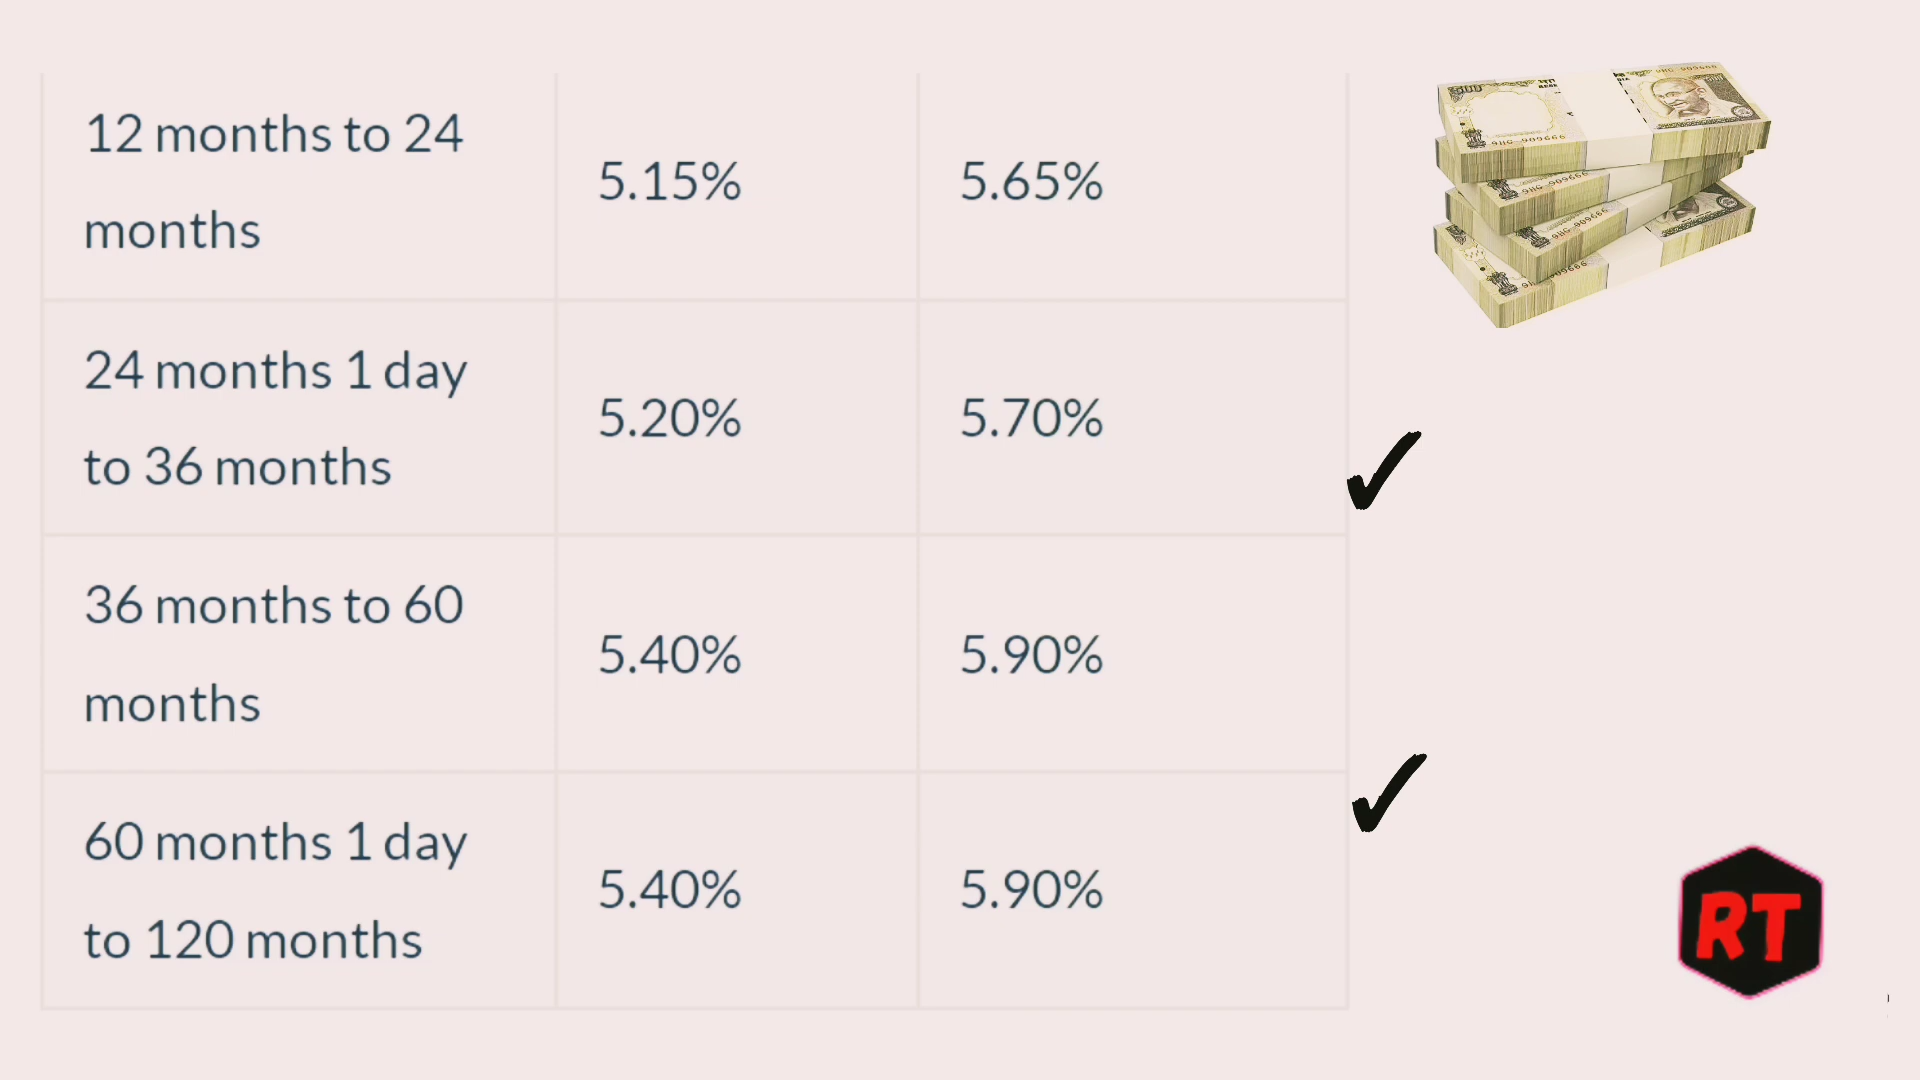 12 months to 24
months
5.15%
5.65%
24 months 1 day
to 36 months
5.20%
5.70%
36 months to 60
months
5.40%
5.90%
60 months 1 day
to 120 months
5.40%
5.90%
RT